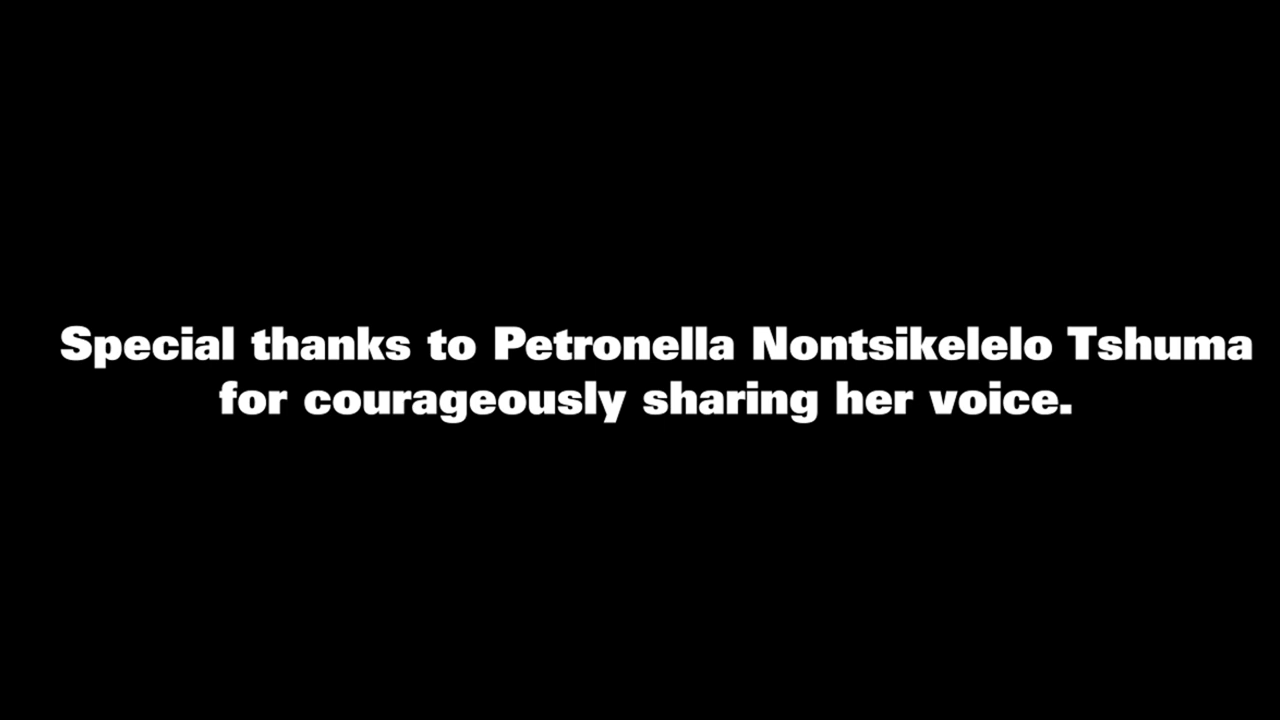 Special thanks to Petronella Nontsikelelo Tshuma
for courageously sharing her voice.